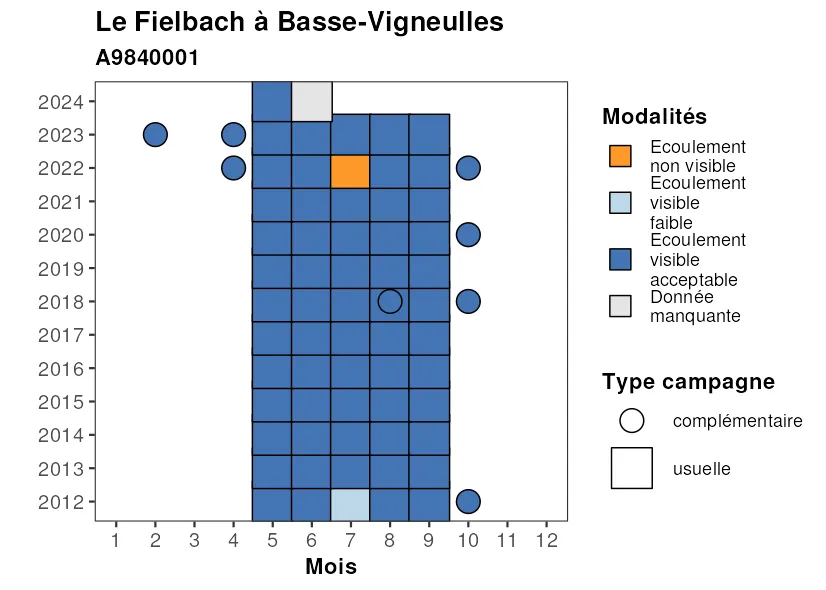 Le Fielbach à Basse-Vigneulles
A9840001
2024
2023
2022
2021
2020
2019
2018
2017
2016
2015
2014
2013
2012
1 2 3 4 5 6 7 8 9 10 11 12
Mois
Modalités
Ecoulement
non visible
Ecoulement
visible
faible
Ecoulement
visible
acceptable
Donnée
manquante
Type campagne
complémentaire
usuelle